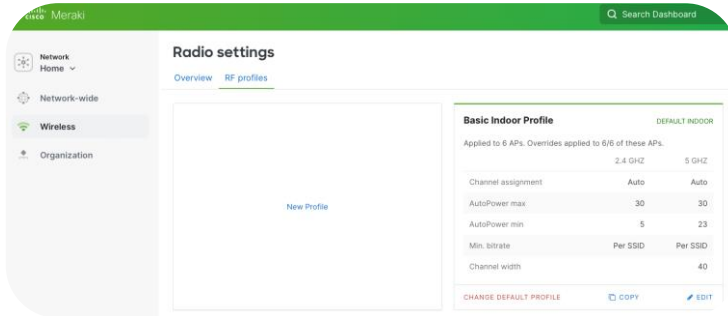 CISCO Meraki
Search Dashboard
Network
Home
Network-wide
Wireless
Organization
Radio settings
Overview RF profiles
New Profile
Basic Indoor Profile DEFAULT INDOOR
Applied to 6 APs. Overrides applied to 6/6 of these APs.
2.4 GHZ 5 GHZ
Channel assignment Auto Auto
AutoPower max 30 30
AutoPower min 5 23
Min. bitrate Per SSID Per SSID
Channel width 40
CHANGE DEFAULT PROFILE COPY EDIT